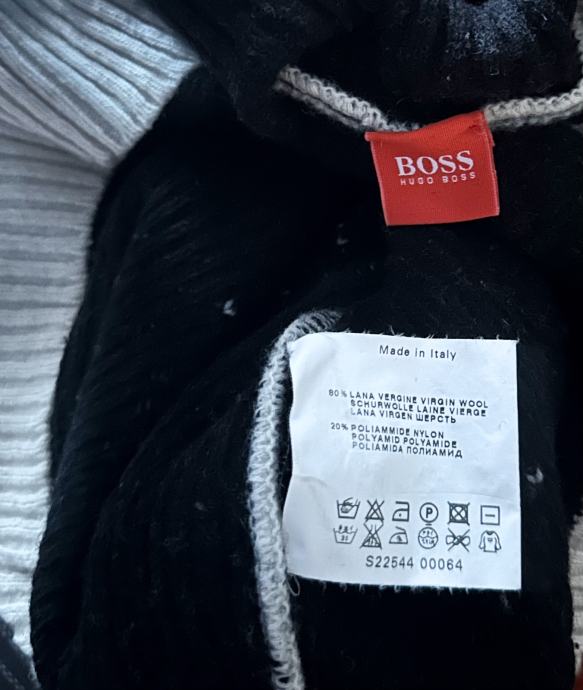 BOSS
HUGO BOSS
Made in Italy
80% LANA VERGINE VIRGIN WOOL
SCHURWOLLE LAINE VIERGE
LANA VIRGEN ШЕРСТЬ
20% POLIAMMIDE NYLON
POLYAMID POLYAMIDE
POLIAMIDA ПОЛИАМИД
P
S22544 00064